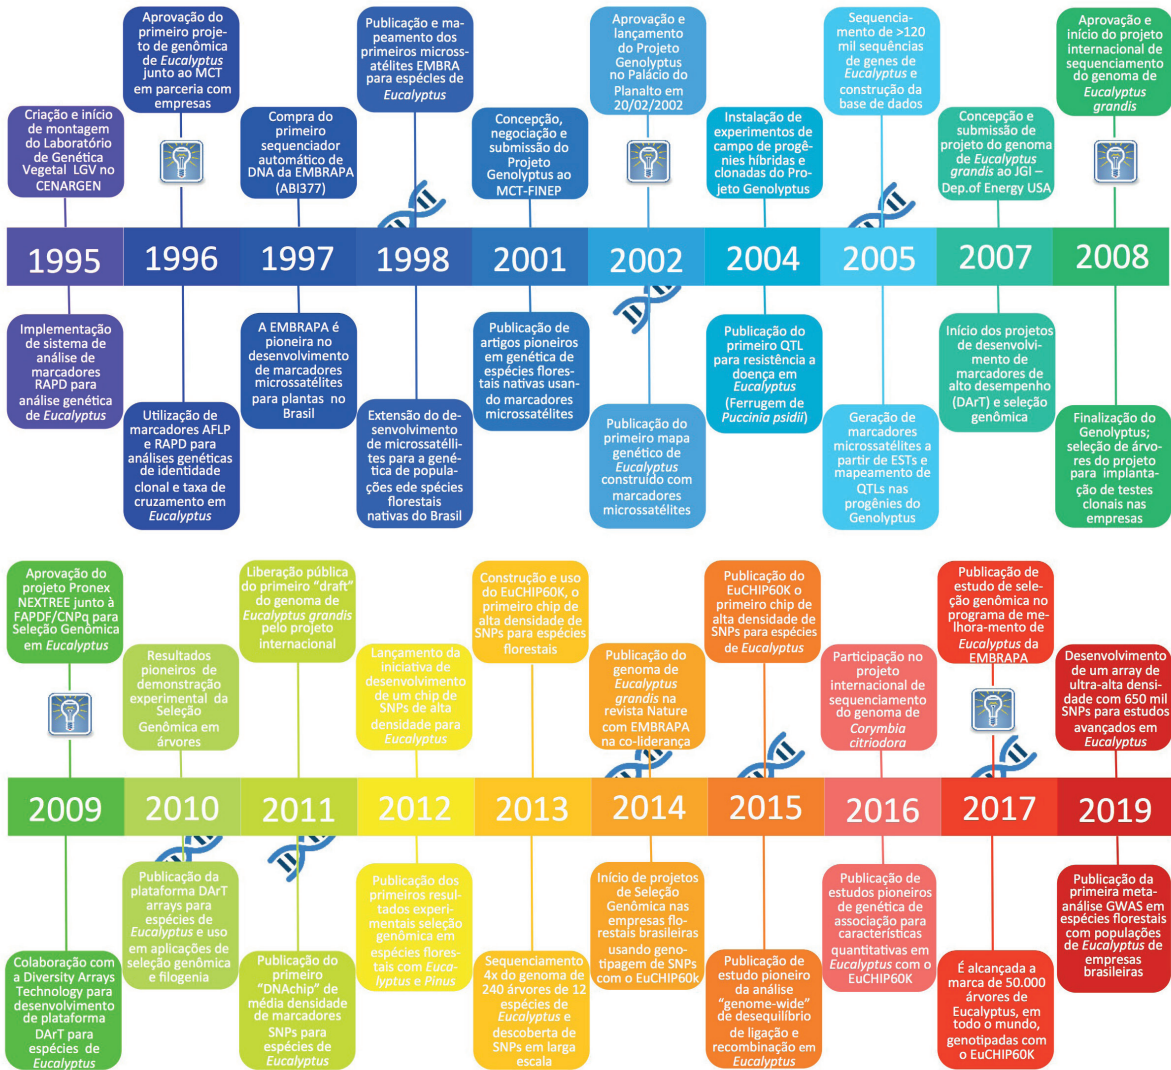 Criação e início
de montagem do
Laboratório de
Genética
Vegetal LGV no
CENARGEN
Aprovação do
primeiro projeto
de genômica
de Eucalyptus
junto ao MCT
em parceria com
empresas
Compra do
primeiro
sequenciador
automático de
DNA da EMBRAPA
(ABI377)
Publicação e ma-
peamento dos
primeiros micross-
atélites EMBRA
para espécies de
Eucalyptus
Concepção,
negociação e
submissão do
Projeto
Genolyptus ao
MCT-FINEP
Aprovação e
lançamento
do Projeto
Genolyptus
no Palácio do
Planalto em
20/02/2002
Instalação de
experimentos de
campo de progê-
nies híbridas e
clonadas do Pro-
jeto Genolyptus
Sequencia-
mento de >120
mil sequências
de genes de
Eucalyptus e
construção da
base de dados
Concepção e
submissão de
projeto do genoma
de Eucalyptus
grandis ao JGI –
Dep.of Energy USA
Aprovação e
início do projeto
internacional de
sequenciamento
do genoma de
Eucalyptus
grandis
1995
1996
1997
1998
2001
2002
2004
2005
2007
2008
Implementação
de sistema de
análise de
marcadores
RAPD para
análise genética
de Eucalyptus
Utilização de
marcadores AFLP
e RAPD para
análises genéticas
de identidade
clonal e taxa de
cruzamento em
Eucalyptus
A EMBRAPA é
pioneira no
desenvolvimento
de marcadores
microssatélites
para plantas no
Brasil
Extensão do de-
senvolvimento de
microssatéllites
para a gené-
tica de popula-
ções ede spécies
florestais
nativas do Brasil
Publicação de
artigos pioneiros
em genética de
espécies flores-
tais nativas usan-
do marcadores
microssatélites
Publicação do
primeiro mapa
genético de
Eucalyptus
construído com
marcadores
microssatélites
Publicação do
primeiro QTL
para resistência a
doença em
Eucalyptus
(Ferrugem de
Puccinia psidii)
Geração de
marcadores
microssatélites a
partir de ESTs e
mapeamento de
QTLs nas
progênies do
Genolyptus
Início dos projetos
de desenvolvi-
mento de
marcadores de
alto desempenho
(DArT) e seleção
genômica
Finalização do
Genolyptus;
seleção de árvo-
res do projeto
para implanta-
ção de testes
clonais nas
empresas
Aprovação do
projeto Pronex
NEXTREE junto à
FAPDF/CNPq para
Seleção Genômica
em Eucalyptus
Resultados
pioneiros de
demonstração
experimental da
Seleção
Genômica em
árvores
Liberação pública
do primeiro “draft”
do genoma de
Eucalyptus grandis
pelo projeto
internacional
Lançamento da
iniciativa de
desenvolvimento
de um chip de
SNPs de alta
densidade para
Eucalyptus
Construção e uso
do EuCHIP60K, o
primeiro chip de
alta densidade de
SNPs para espécies
florestais
Publicação do
genoma de
Eucalyptus
grandis na
revista Nature
com EMBRAPA
na co-liderança
Publicação do
EuCHIP60K o
primeiro chip de
alta densidade de
SNPs para espécies
de Eucalyptus
Participação no
projeto
internacional de
sequenciamento
do genoma de
Corymbia
citriodora
Publicação de
estudo de sele-
ção genômica no
programa de me-
lhora-mento de
Eucalyptus da
EMBRAPA
Desenvolvimento
de um array de
ultra-alta densi-
dade com 650 mil
SNPs para estudos
avançados em
Eucalyptus
2009
2010
2011
2012
2013
2014
2015
2016
2017
2019
Colaboração com
a Diversity Arrays
Technology para
desenvolvimento
de plataforma
DArT para
espécies de
Eucalyptus
Publicação da
plataforma DArT
arrays para
espécies de
Eucalyptus e uso
em aplicações de
seleção genômica
e filogenia
Publicação do
primeiro
“DNAchip” de
média densidade
de marcadores
SNPs para
espécies de
Eucalyptus
Publicação dos
primeiros resulta-
dos experi-
mentais seleção
genômica em
espécies flores-
tais com Euca-
lyptus e Pinus
Sequenciamento
4x do genoma de
240 árvores de 12
espécies de
Eucalyptus e
descoberta de
SNPs em larga
escala
Início de projetos
de Seleção
Genômica nas
empresas flo-
restais brasileiras
usando geno-
tipagem de SNPs
com o EuCHIP60k
Publicação de
estudo pioneiro
da análise
“genome-wide”
de desequilíbrio
de ligação e
recombinação em
Eucalyptus
Publicação de
estudos pioneiros
de genética de
associação para
características
quantitativas em
Eucalyptus com o
EuCHIP60K
É alcançada a
marca de 50.000
árvores de
Eucalyptus, em
todo o mundo,
genotipadas com
o EuCHIP60K
Publicação da
primeira meta-
análise GWAS em
espécies florestais
com populações
de Eucalyptus de
empresas
brasileiras